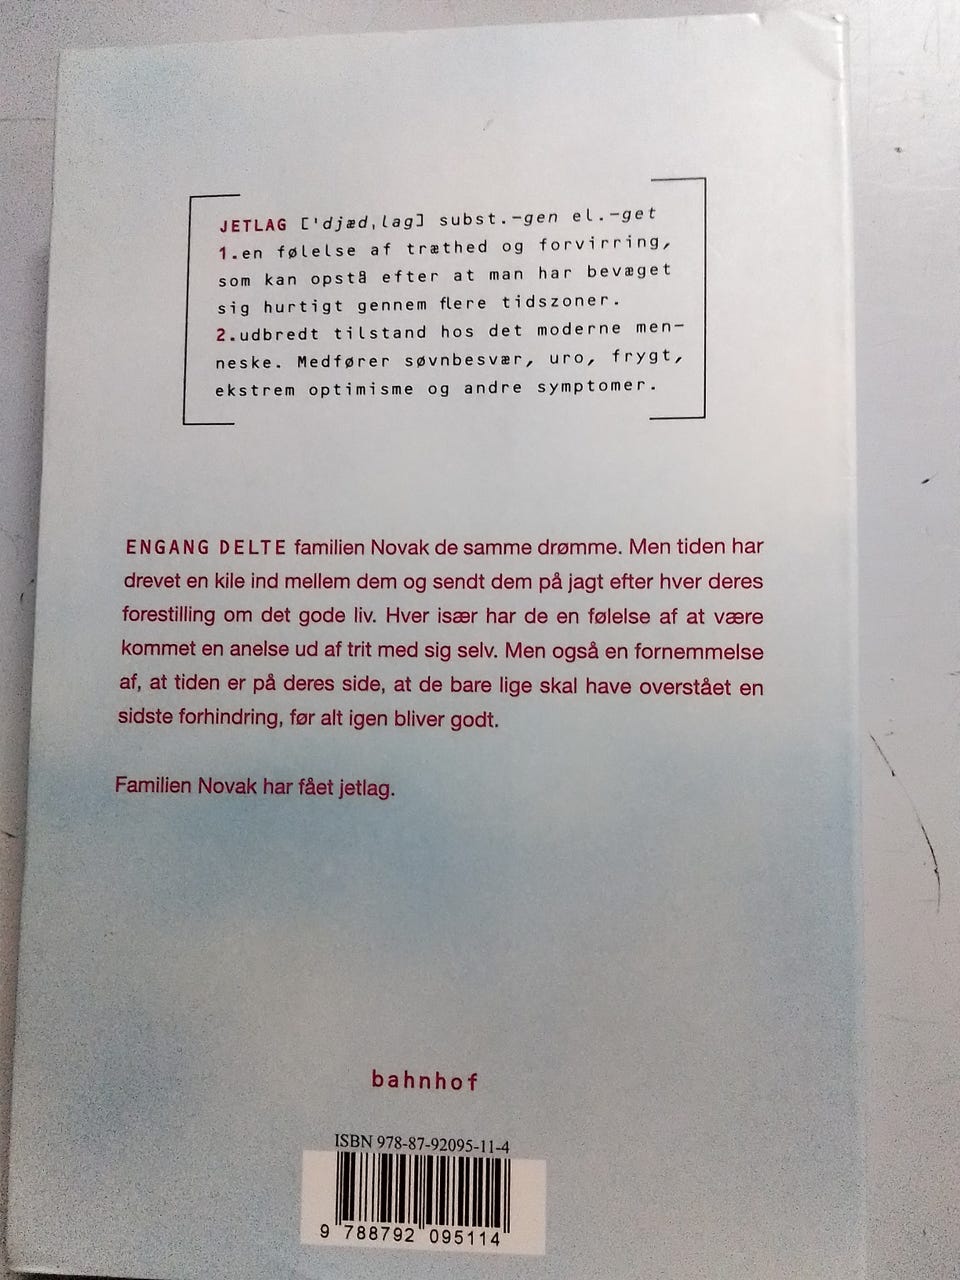 JETLAG ['djæd,lag] subst.-gen el.-get
1.en følelse af træthed og forvirring,
som kan opstå efter at man har bevæget
sig hurtigt gennem flere tidszoner.
2.udbredt tilstand hos det moderne men-
neske. Medfører søvnbesvær, uro, frygt,
ekstrem optimisme og andre symptomer.
ENGANG DELTE familien Novak de samme drømme. Men tiden har
drevet en kile ind mellem dem og sendt dem på jagt efter hver deres
forestilling om det gode liv. Hver især har de en følelse af at være
kommet en anelse ud af trit med sig selv. Men også en fornemmelse
af, at tiden er på deres side, at de bare lige skal have overstået en
sidste forhindring, før alt igen bliver godt.
Familien Novak har fået jetlag.
bahnhof
ISBN 978-87-92095-11-4
9 788792 095114